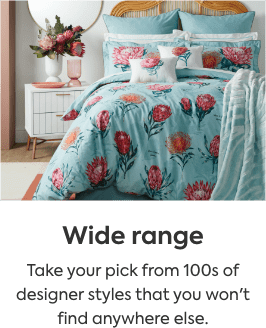 Wide range
Take your pick from 100s of
designer styles that you won't
find anywhere else.